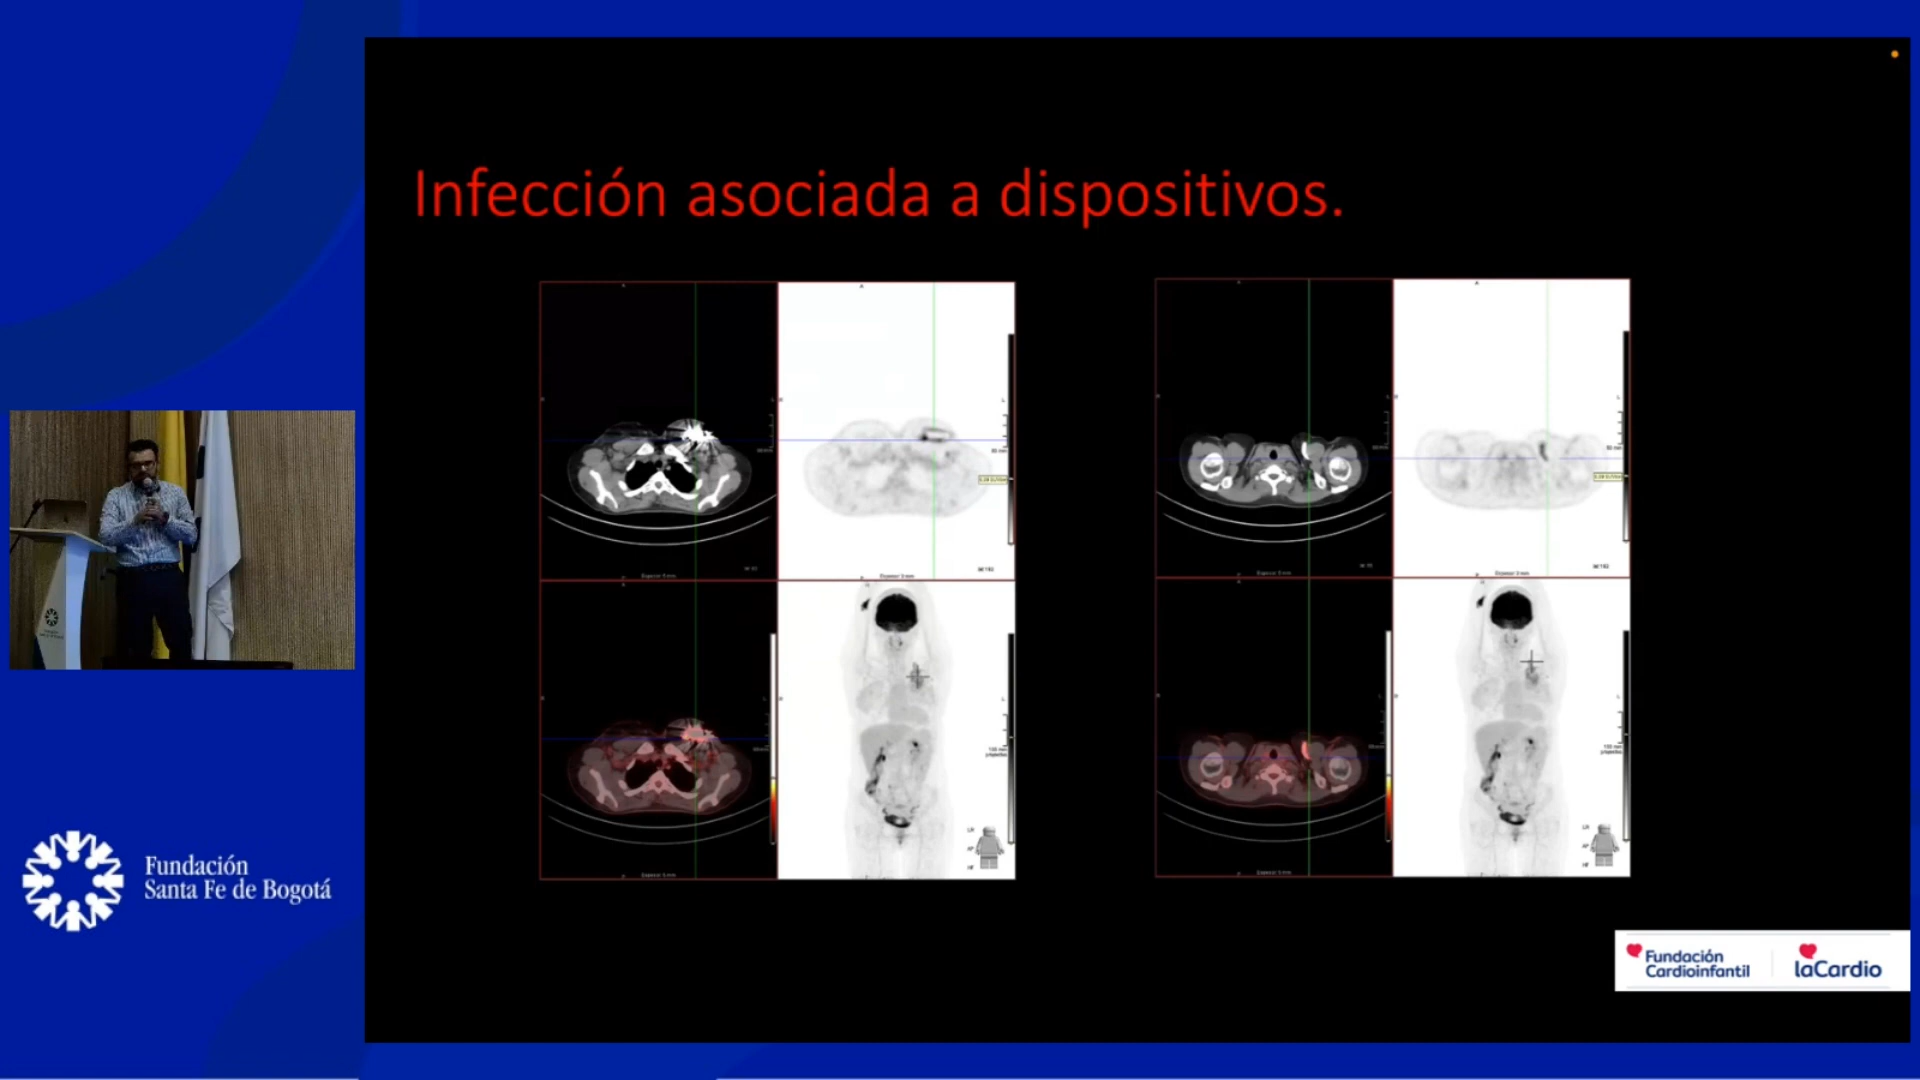 Infección asociada a dispositivos.
Fundación
Santa Fe de Bogotá
Fundación
Cardioinfantil
laCardio